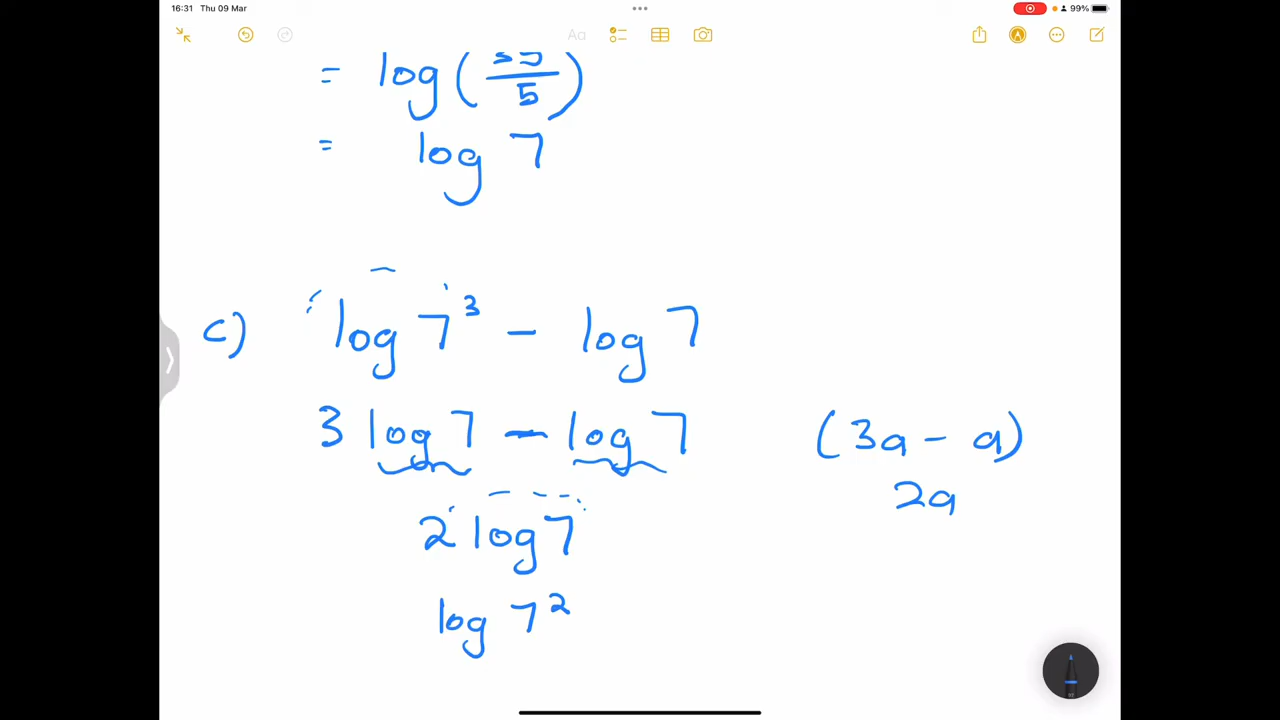 16:31 Thu 09 Mar 99%
Aa
= log ( /5)
= log 7
c) log 7³ - log 7
3 log 7 - log 7 (3a - a)
2a
2 log 7
log 7²